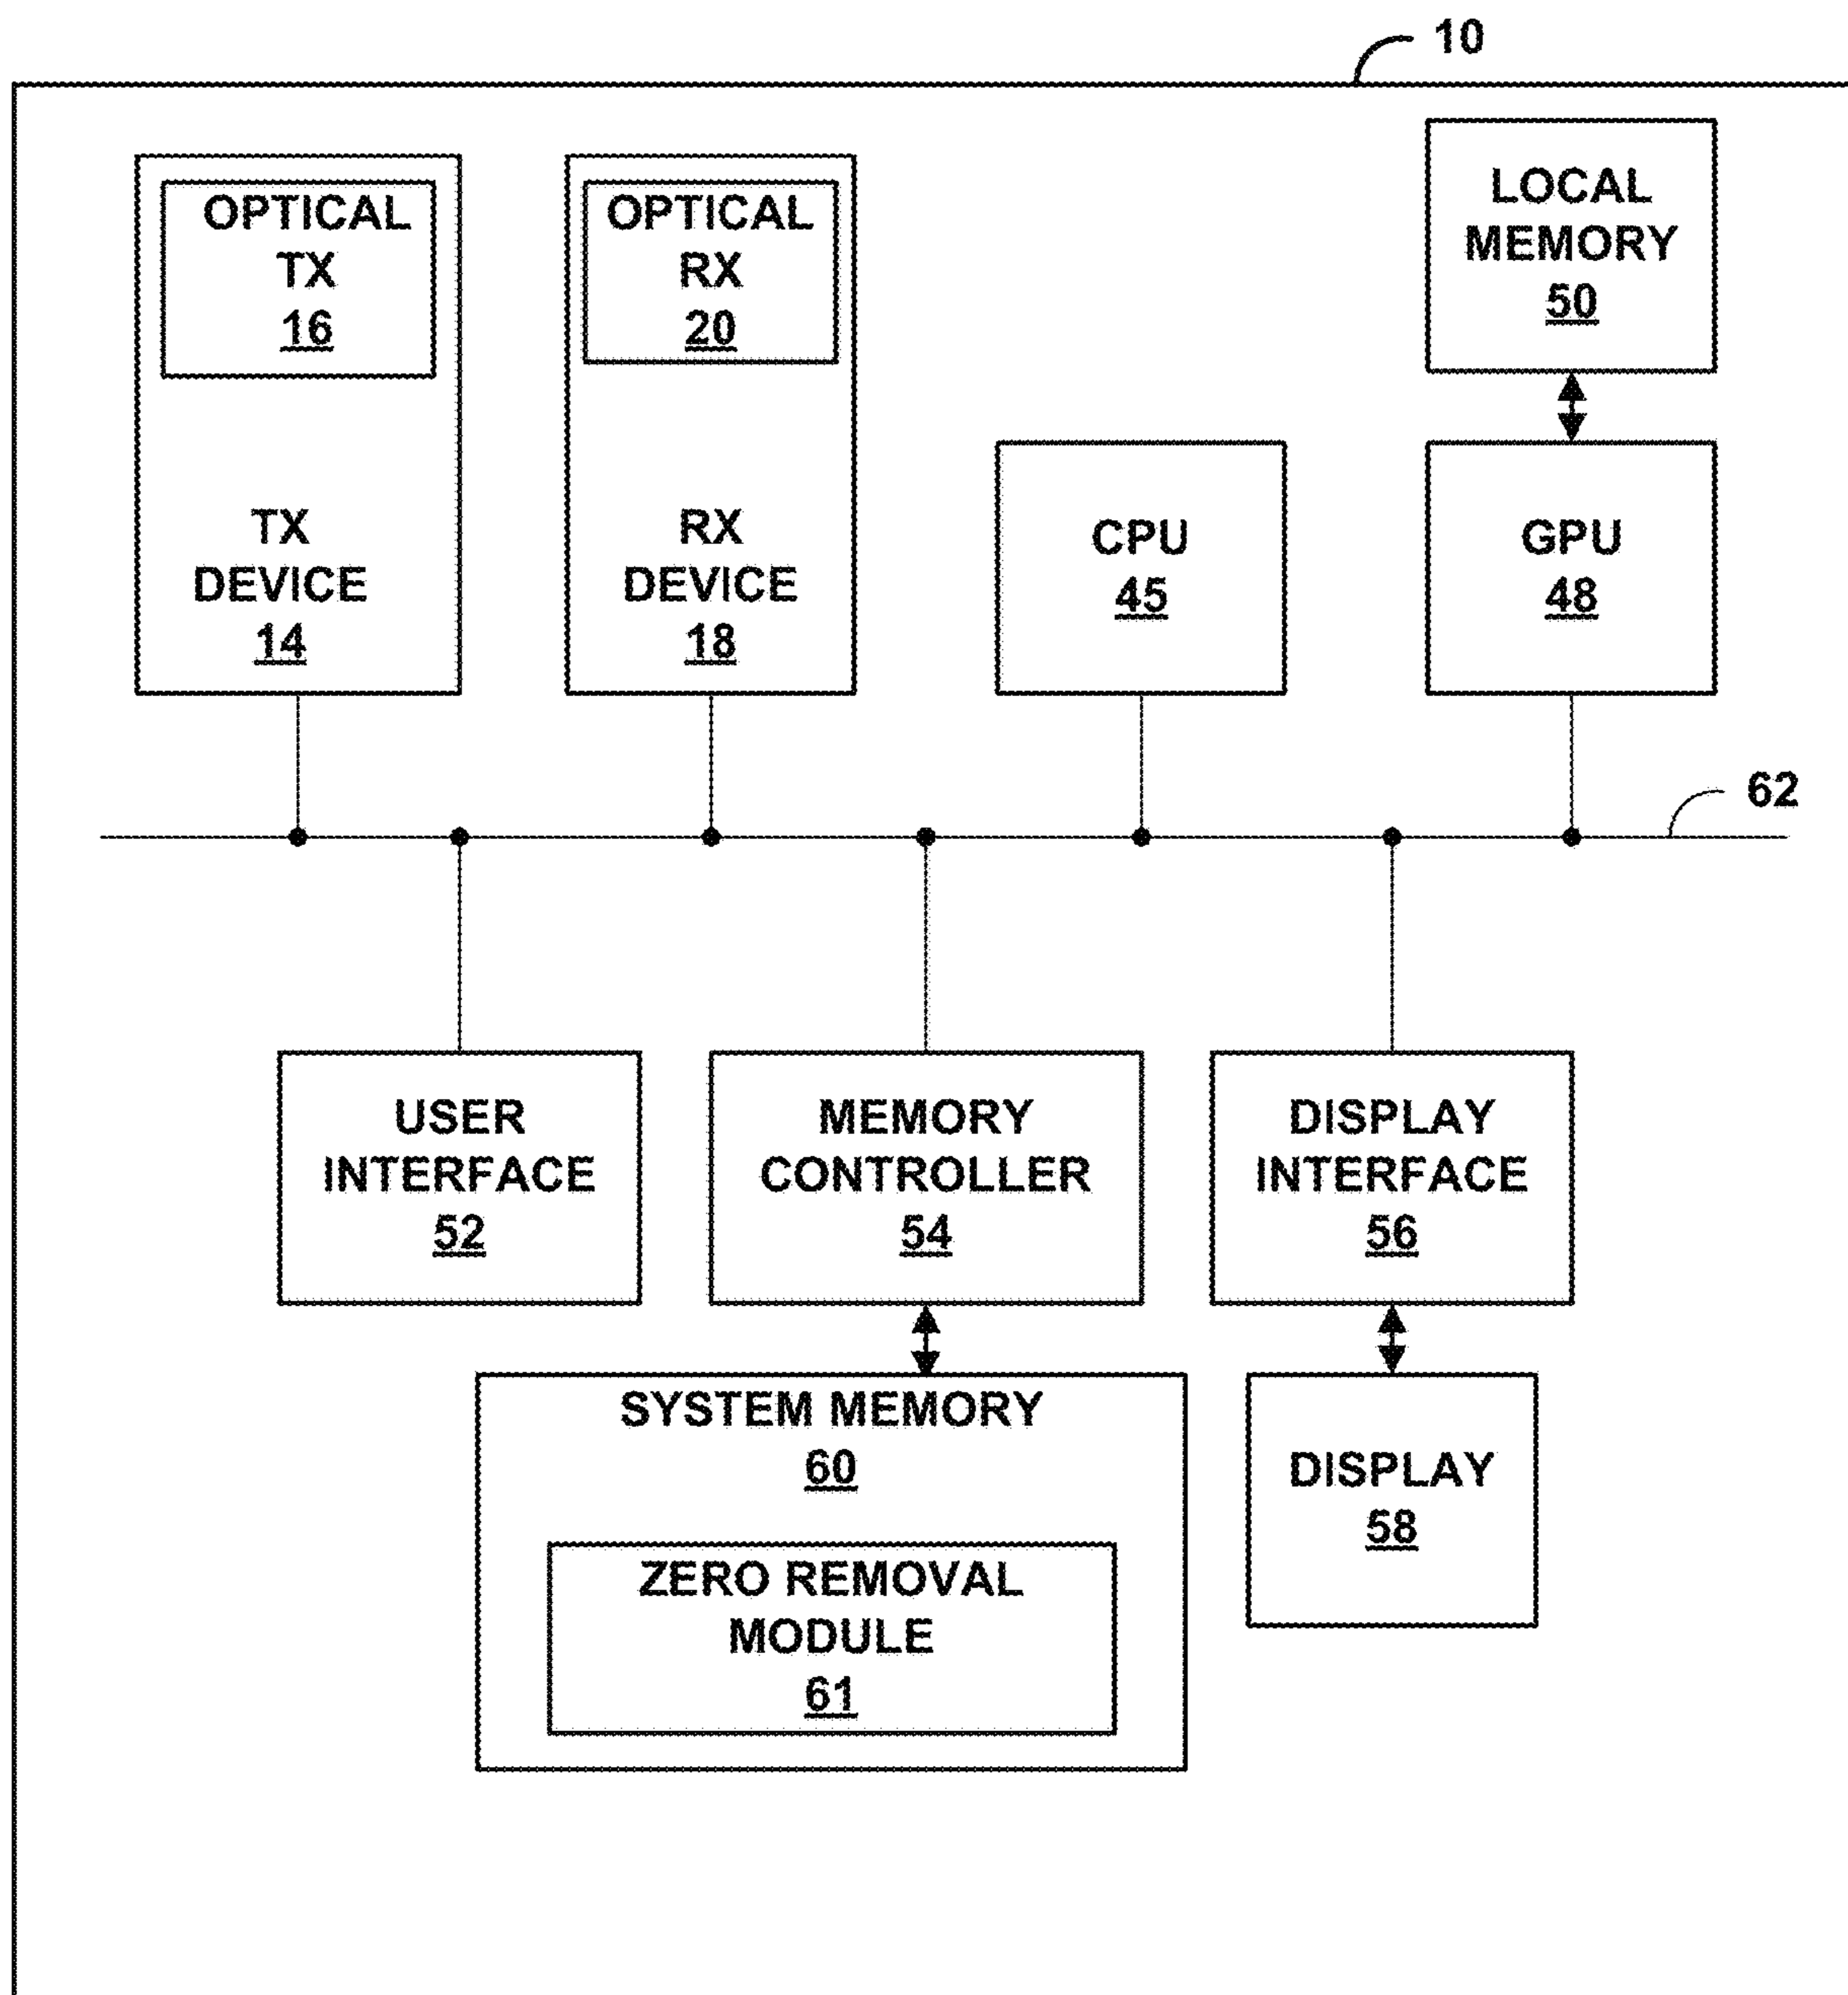 10
OPTICAL
TX
16
TX
DEVICE
14
OPTICAL
RX
20
RX
DEVICE
18
CPU
45
LOCAL
MEMORY
50
GPU
48
62
USER
INTERFACE
52
MEMORY
CONTROLLER
54
DISPLAY
INTERFACE
56
SYSTEM MEMORY
60
ZERO REMOVAL
MODULE
61
DISPLAY
58